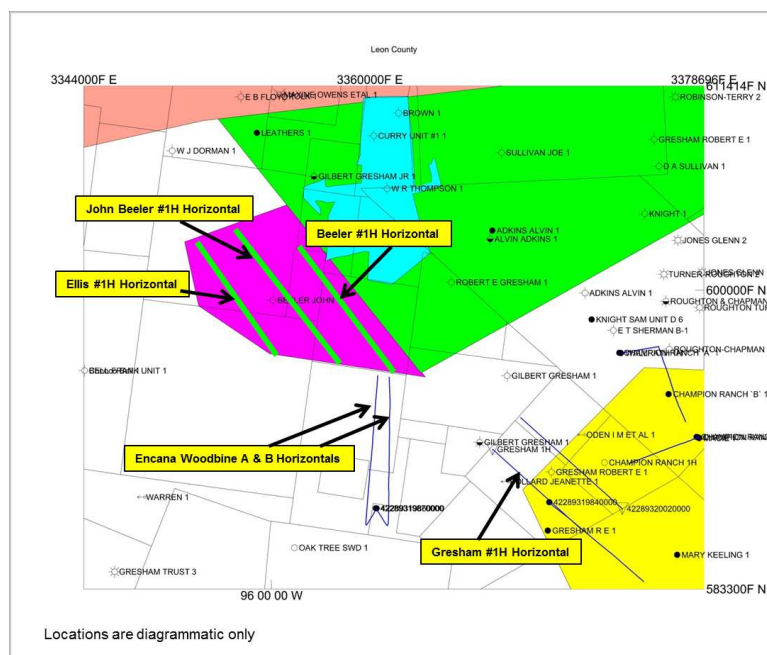 Leon County
3344000F E
3360000F E
3378696F E
611414F N
ROBINSON-TERRY 2
BROWN 1
LEATHERS 1
CURRY UNIT #1 1
W J DORMAN 1
SULLIVAN JOE 1
GRESHAM ROBERT E 1
D A SULLIVAN 1
GILBERT GRESHAM JR 1
W R THOMPSON 1
John Beeler #1H Horizontal
Beeler #1H Horizontal
KNIGHT 1
ADKINS ALVIN 1
ALVIN ADKINS 1
JONES GLENN 2
JONES GLENN
Ellis #1H Horizontal
ROBERT E GRESHAM 1
600000F N
ADKINS ALVIN 1
ROUGHTON & CHAPMAN
KNIGHT SAM UNIT D 6
E T SHERMAN B-1
ROUGHTON-CHAPMAN
GILBERT GRESHAM 1
CHAMPION RANCH `B' 1
Encana Woodbine A & B Horizontals
ODEN I M ET AL 1
GILBERT GRESHAM 1
GRESHAM 1H
CHAMPION RANCH 1H
GRESHAM ROBERT E 1
WARREN 1
42289319840000
42289320020000
GRESHAM R E 1
Gresham #1H Horizontal
OAK TREE SWD 1
MARY KEELING 1
GRESHAM TRUST 3
583300F N
96 00 00 W
Locations are diagrammatic only